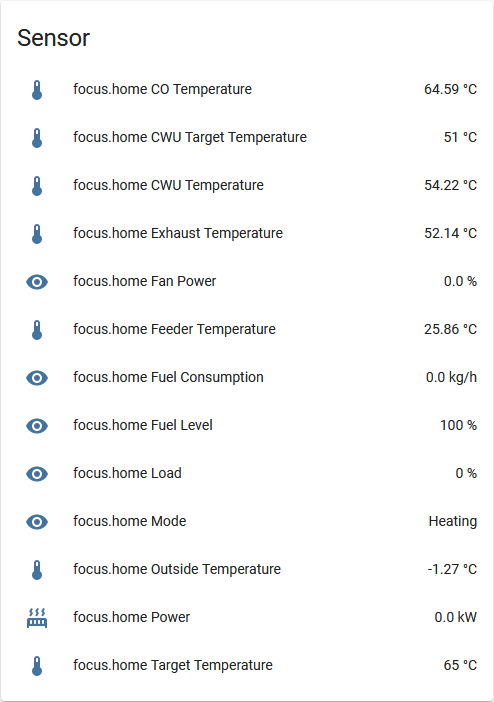 Sensor
focus.home CO Temperature 64.59 °C
focus.home CWU Target Temperature 51 °C
focus.home CWU Temperature 54.22 °C
focus.home Exhaust Temperature 52.14 °C
focus.home Fan Power 0.0 %
focus.home Feeder Temperature 25.86 °C
focus.home Fuel Consumption 0.0 kg/h
focus.home Fuel Level 100 %
focus.home Load 0 %
focus.home Mode Heating
focus.home Outside Temperature -1.27 °C
focus.home Power 0.0 kW
focus.home Target Temperature 65 °C